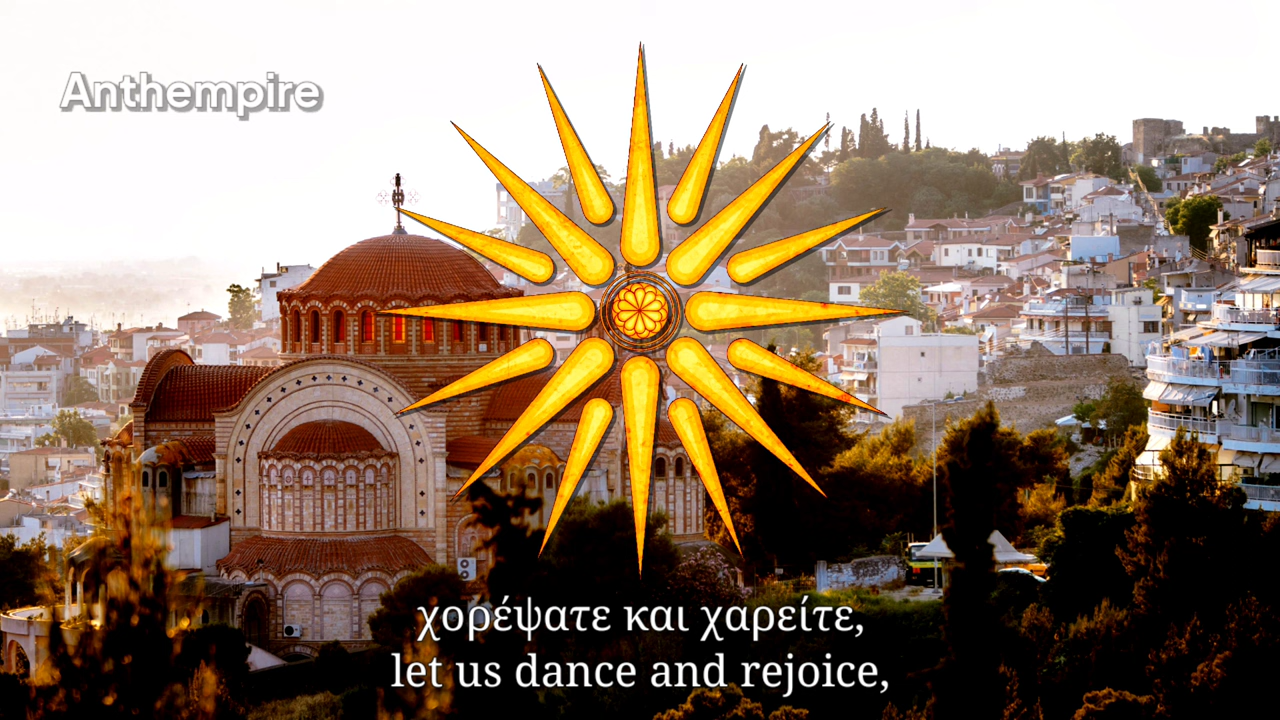 Anthempire
χορέψατε και χαρείτε,
let us dance and rejoice,